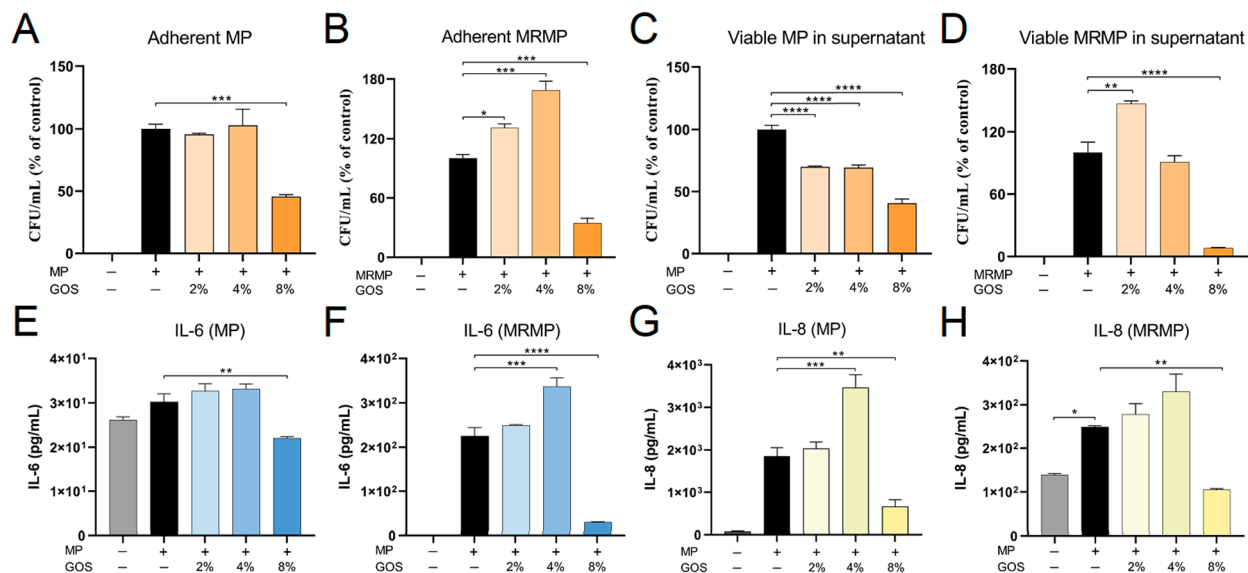 A
Adherent MP
CFU/mL (% of control)
150
100
50
0
***
MP − + + + +
GOS 2% 4% 8%
B
Adherent MRMP
CFU/mL (% of control)
180
120
60
0
***
***
*
MRMP − + + + +
GOS 2% 4% 8%
C
Viable MP in supernatant
CFU/mL (% of control)
150
100
50
0
****
****
****
MP − + + + +
GOS 2% 4% 8%
D
Viable MRMP in supernatant
CFU/mL (% of control)
180
120
60
0
****
**
MRMP − + + + +
GOS 2% 4% 8%
E
IL-6 (MP)
IL-6 (pg/mL)
4×10¹
3×10¹
2×10¹
1×10¹
0
**
MP − + + + +
GOS 2% 4% 8%
F
IL-6 (MRMP)
IL-6 (pg/mL)
4×10²
3×10²
2×10²
1×10²
0
****
***
MP − + + + +
GOS 2% 4% 8%
G
IL-8 (MP)
IL-8 (pg/mL)
4×10³
3×10³
2×10³
1×10³
0
**
***
MP − + + + +
GOS 2% 4% 8%
H
IL-8 (MRMP)
IL-8 (pg/mL)
4×10²
3×10²
2×10²
1×10²
0
**
*
MP − + + + +
GOS 2% 4% 8%